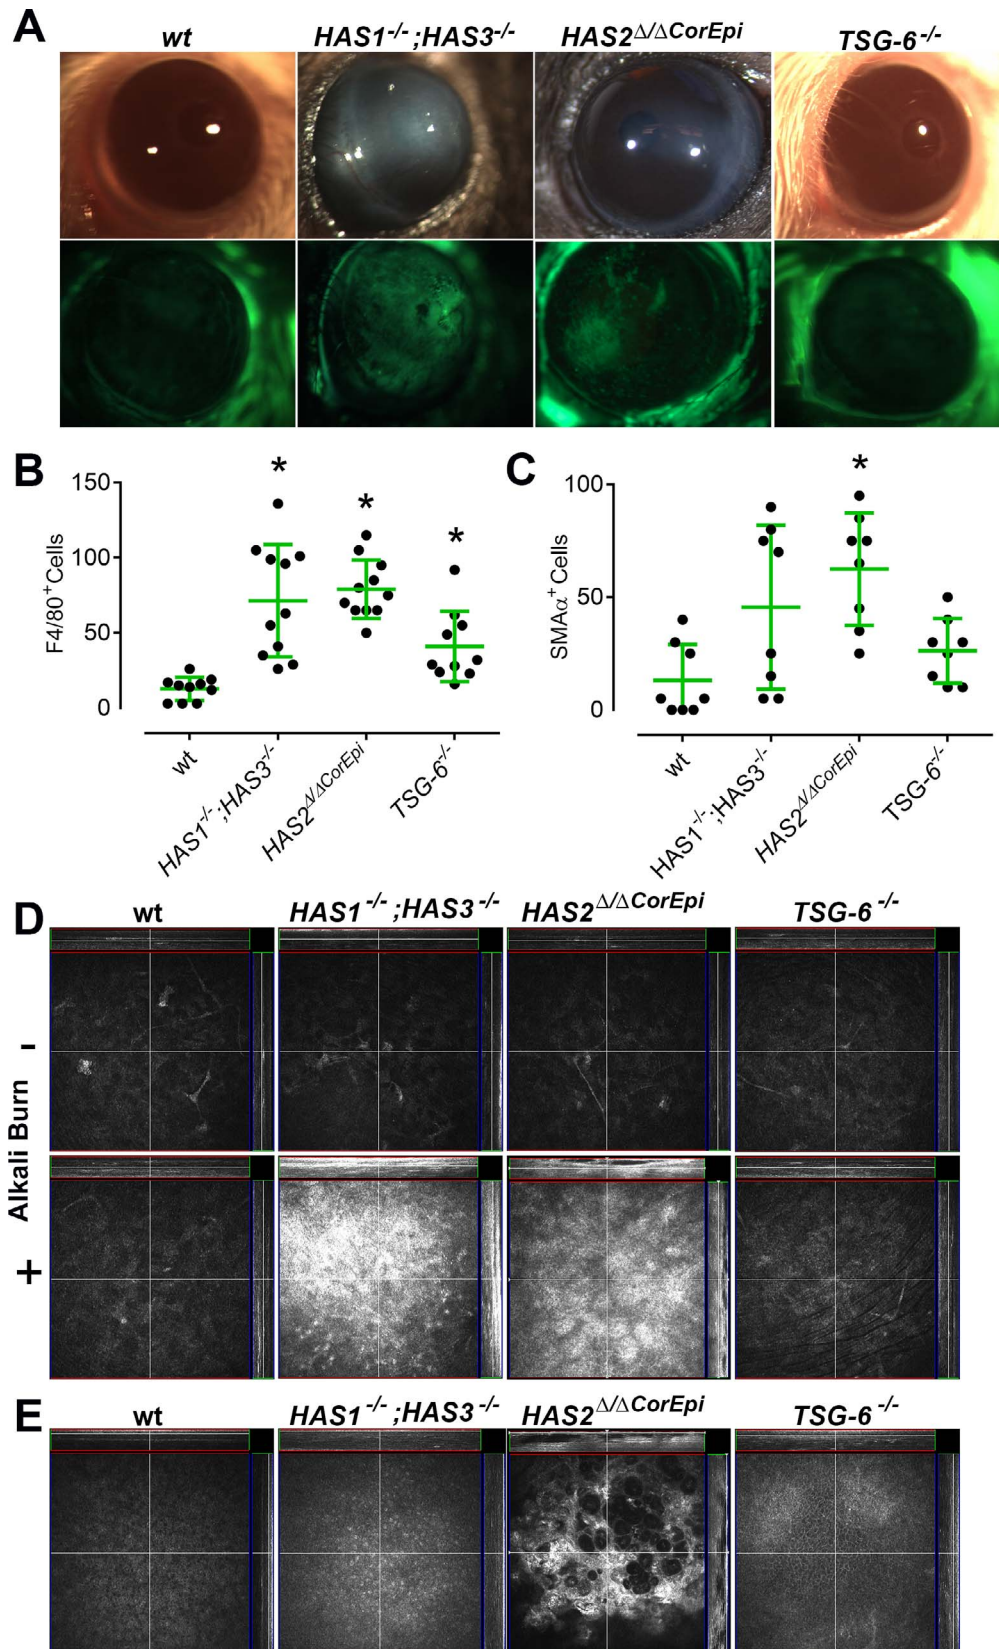 A
wt HAS1-/-;HAS3-/- HAS2Δ/ΔCorEpi TSG-6-/-
B
F4/80+Cells
150
100
50
0
* * *
wt HAS1-/-;HAS3-/- HAS2Δ/ΔCorEpi TSG-6-/-
C
SMAα+ Cells
100
50
0
*
wt HAS1-/-;HAS3-/- HAS2Δ/ΔCorEpi TSG-6-/-
D
wt HAS1-/-;HAS3-/- HAS2Δ/ΔCorEpi TSG-6-/-
Alkali Burn
-
+
E
wt HAS1-/-;HAS3-/- HAS2Δ/ΔCorEpi TSG-6-/-